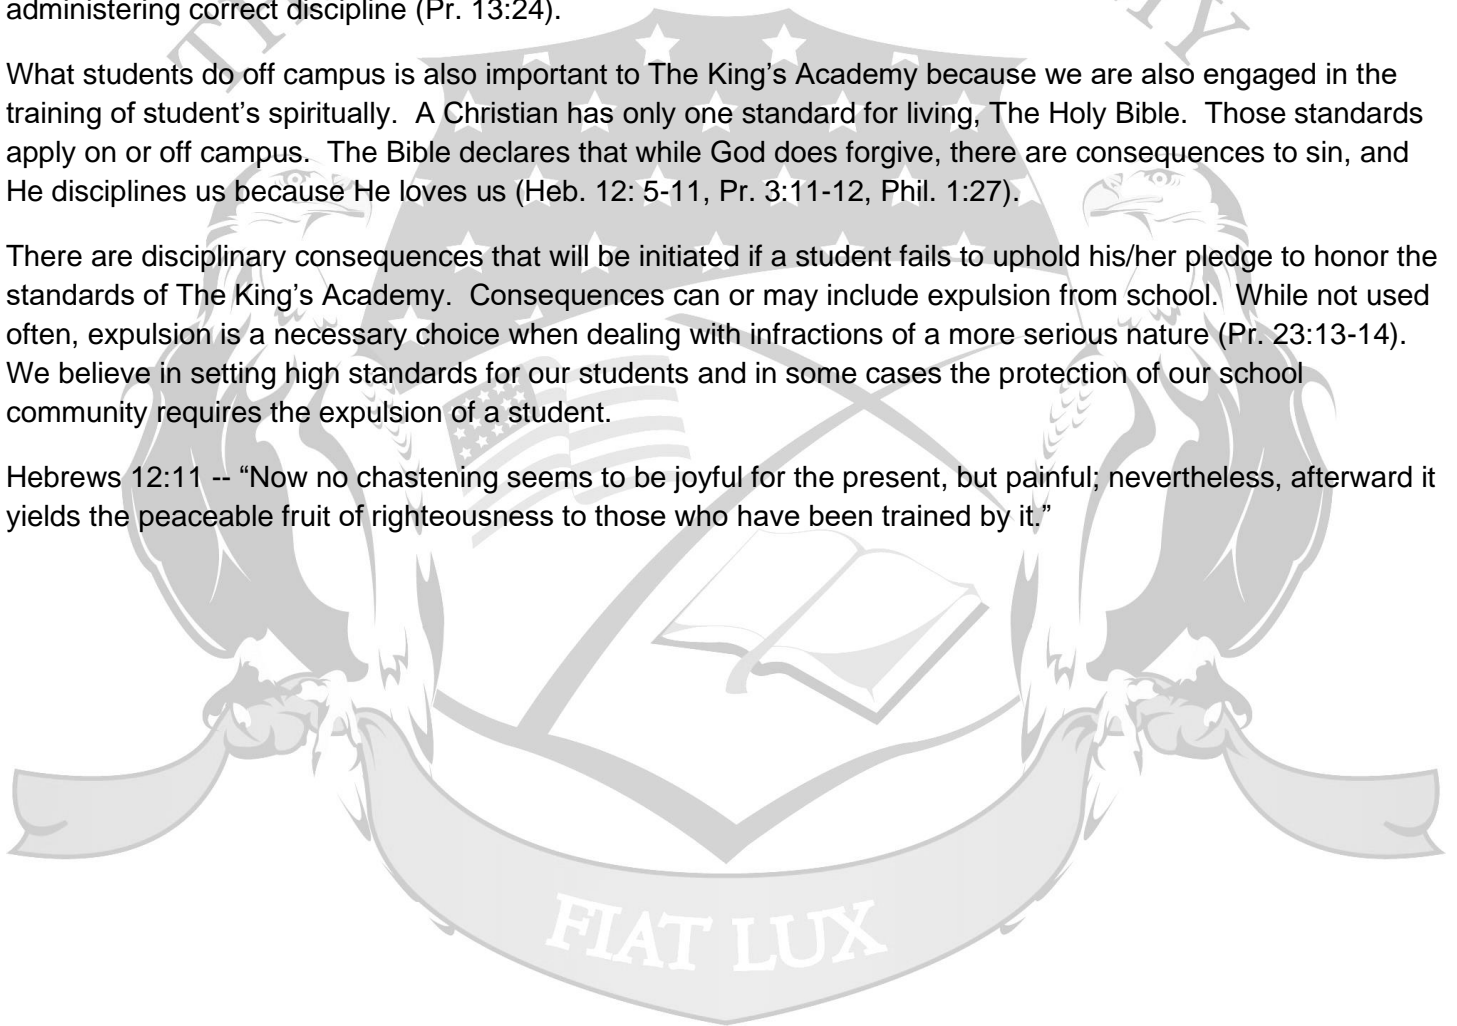 administering correct discipline (Pr. 13:24).
What students do off campus is also important to The King’s Academy because we are also engaged in the
training of student’s spiritually.  A Christian has only one standard for living, The Holy Bible.  Those standards
apply on or off campus.  The Bible declares that while God does forgive, there are consequences to sin, and
He disciplines us because He loves us (Heb. 12: 5-11, Pr. 3:11-12, Phil. 1:27).
There are disciplinary consequences that will be initiated if a student fails to uphold his/her pledge to honor the
standards of The King’s Academy.  Consequences can or may include expulsion from school.  While not used
often, expulsion is a necessary choice when dealing with infractions of a more serious nature (Pr. 23:13-14).
We believe in setting high standards for our students and in some cases the protection of our school
community requires the expulsion of a student.
Hebrews 12:11 -- “Now no chastening seems to be joyful for the present, but painful; nevertheless, afterward it
yields the peaceable fruit of righteousness to those who have been trained by it.”
FIAT LUX